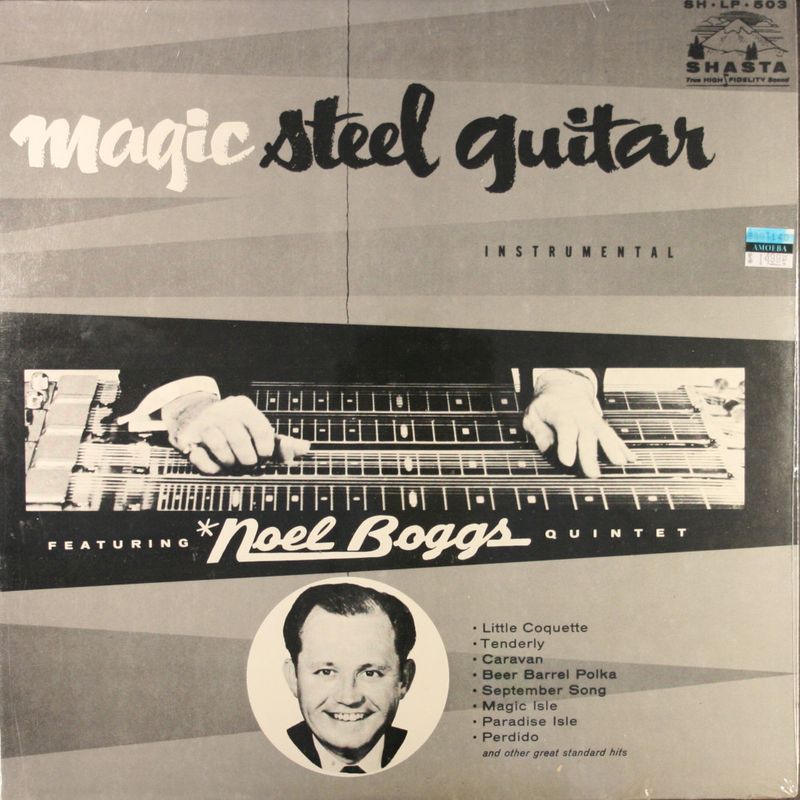 SH • LP • 503
SHASTA
True HIGH FIDELITY Sound
magic steel guitar
INSTRUMENTAL
AMOEBA
FEATURING *Noel Boggs QUINTET
• Little Coquette
• Tenderly
• Caravan
• Beer Barrel Polka
• September Song
• Magic Isle
• Paradise Isle
• Perdido
and other great standard hits